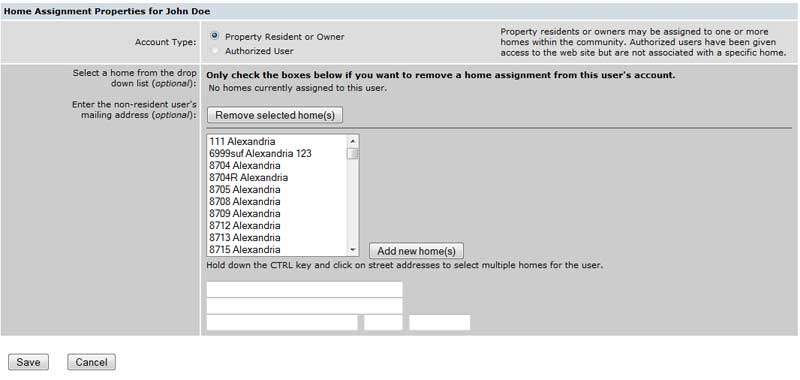 Home Assignment Properties for John Doe
Account Type:
Property Resident or Owner
Authorized User
Property residents or owners may be assigned to one or more
homes within the community. Authorized users have been given
access to the web site but are not associated with a specific home.
Select a home from the drop
down list (optional):
Enter the non-resident user's
mailing address (optional):
Only check the boxes below if you want to remove a home assignment from this user's account.
No homes currently assigned to this user.
Remove selected home(s)
111 Alexandria
6999suf Alexandria 123
8704 Alexandria
8704R Alexandria
8705 Alexandria
8708 Alexandria
8709 Alexandria
8712 Alexandria
8713 Alexandria
8715 Alexandria
Add new home(s)
Hold down the CTRL key and click on street addresses to select multiple homes for the user.
Save
Cancel